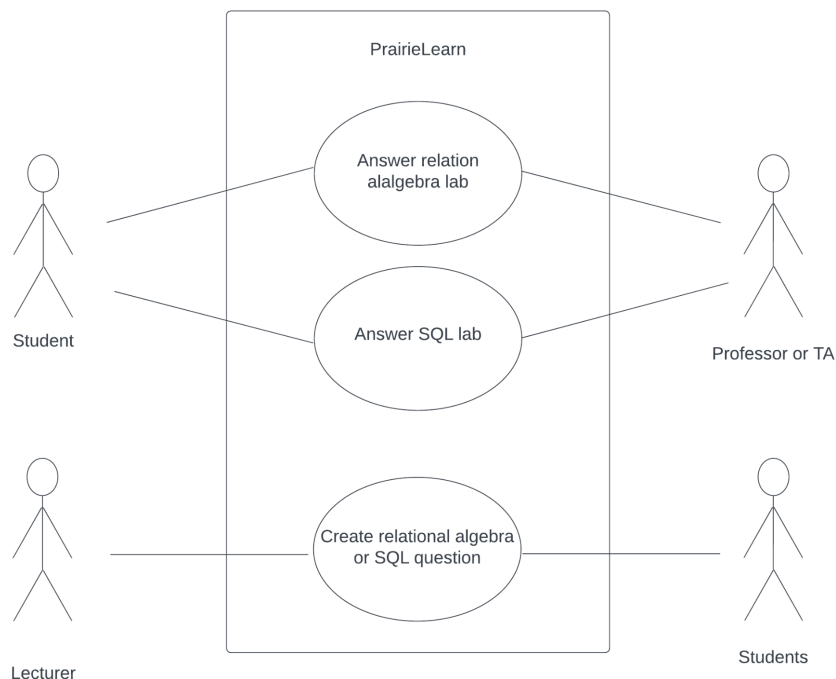 PrairieLearn
Answer relation
alalgebra lab
Answer SQL lab
Student
Professor or TA
Create relational algebra
or SQL question
Lecturer
Students